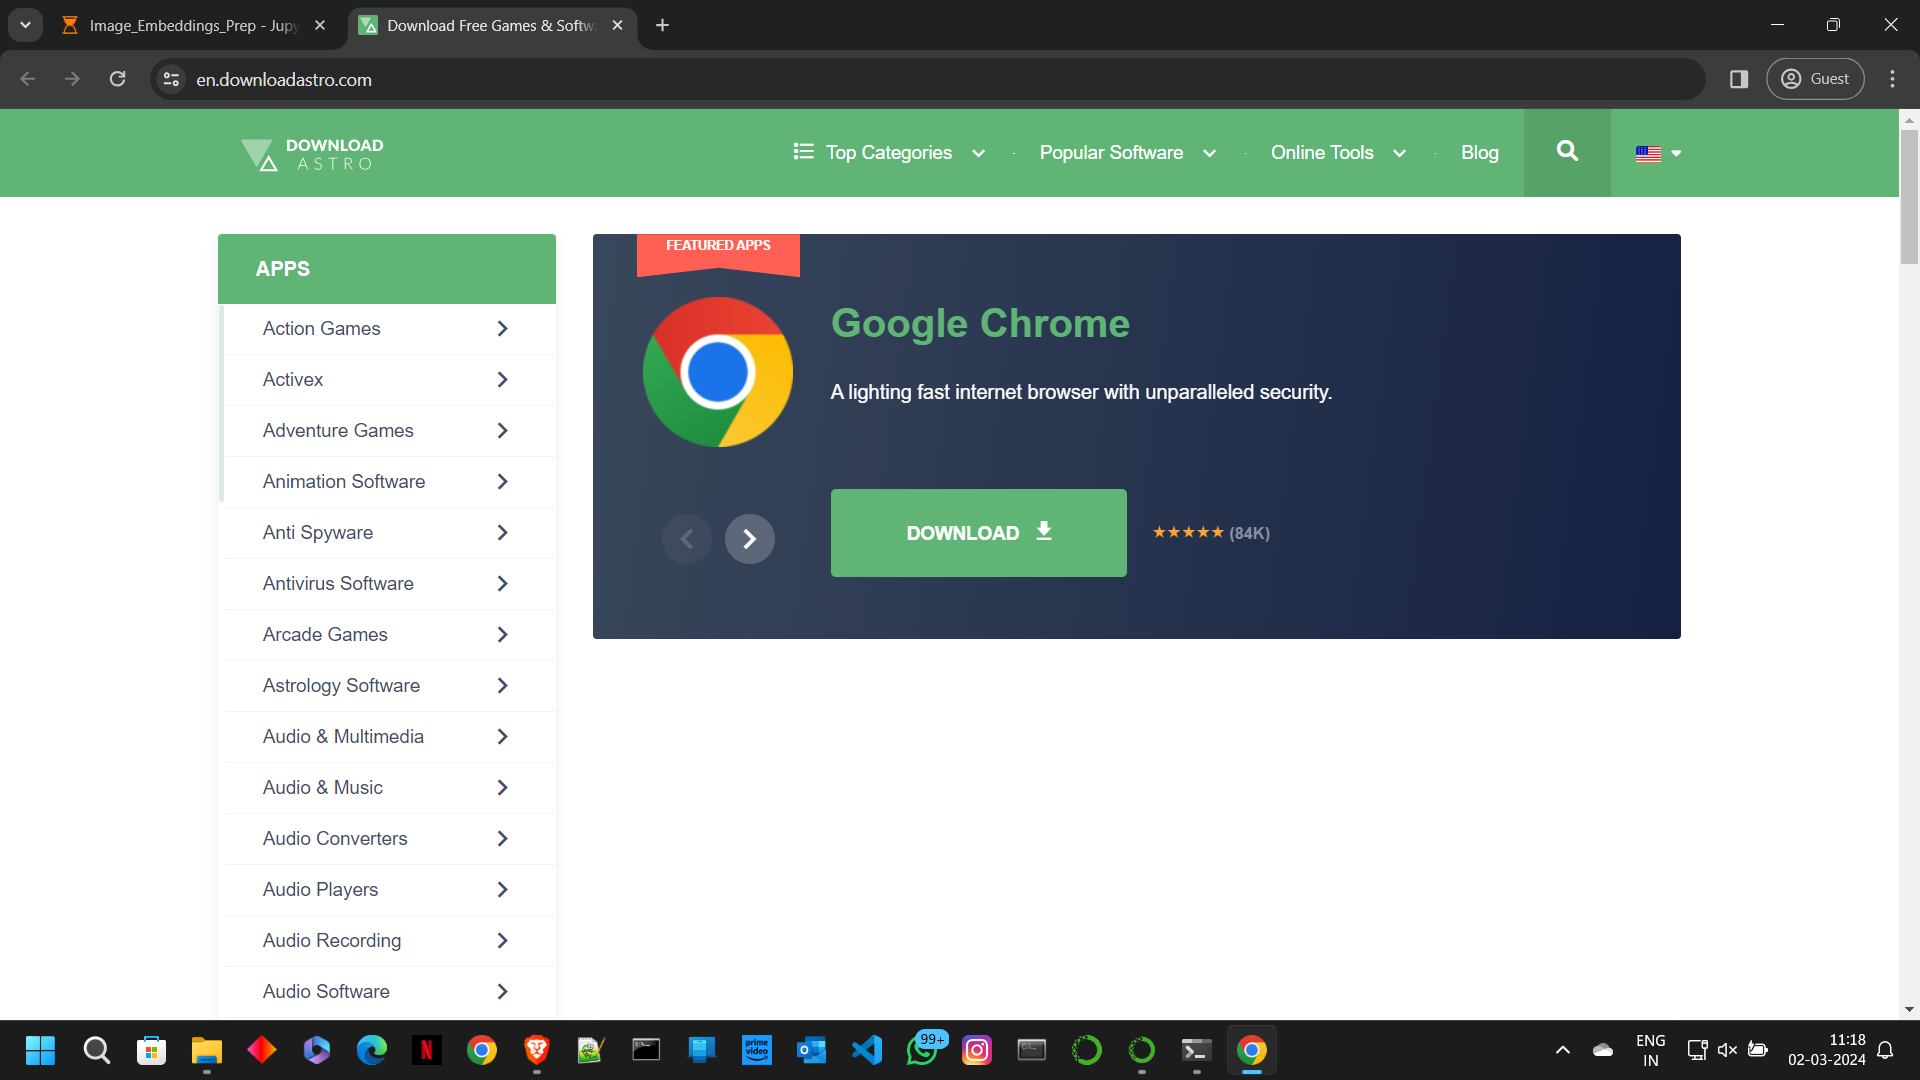 Image_Embeddings_Prep - Jupy
Download Free Games & Softw
en.downloadastro.com
Guest
DOWNLOAD
ASTRO
Top Categories
Popular Software
Online Tools
Blog
APPS
Action Games
Activex
Adventure Games
Animation Software
Anti Spyware
Antivirus Software
Arcade Games
Astrology Software
Audio & Multimedia
Audio & Music
Audio Converters
Audio Players
Audio Recording
Audio Software
FEATURED APPS
Google Chrome
A lighting fast internet browser with unparalleled security.
DOWNLOAD
(84K)
N
prime
video
99+
ENG
IN
11:18
02-03-2024